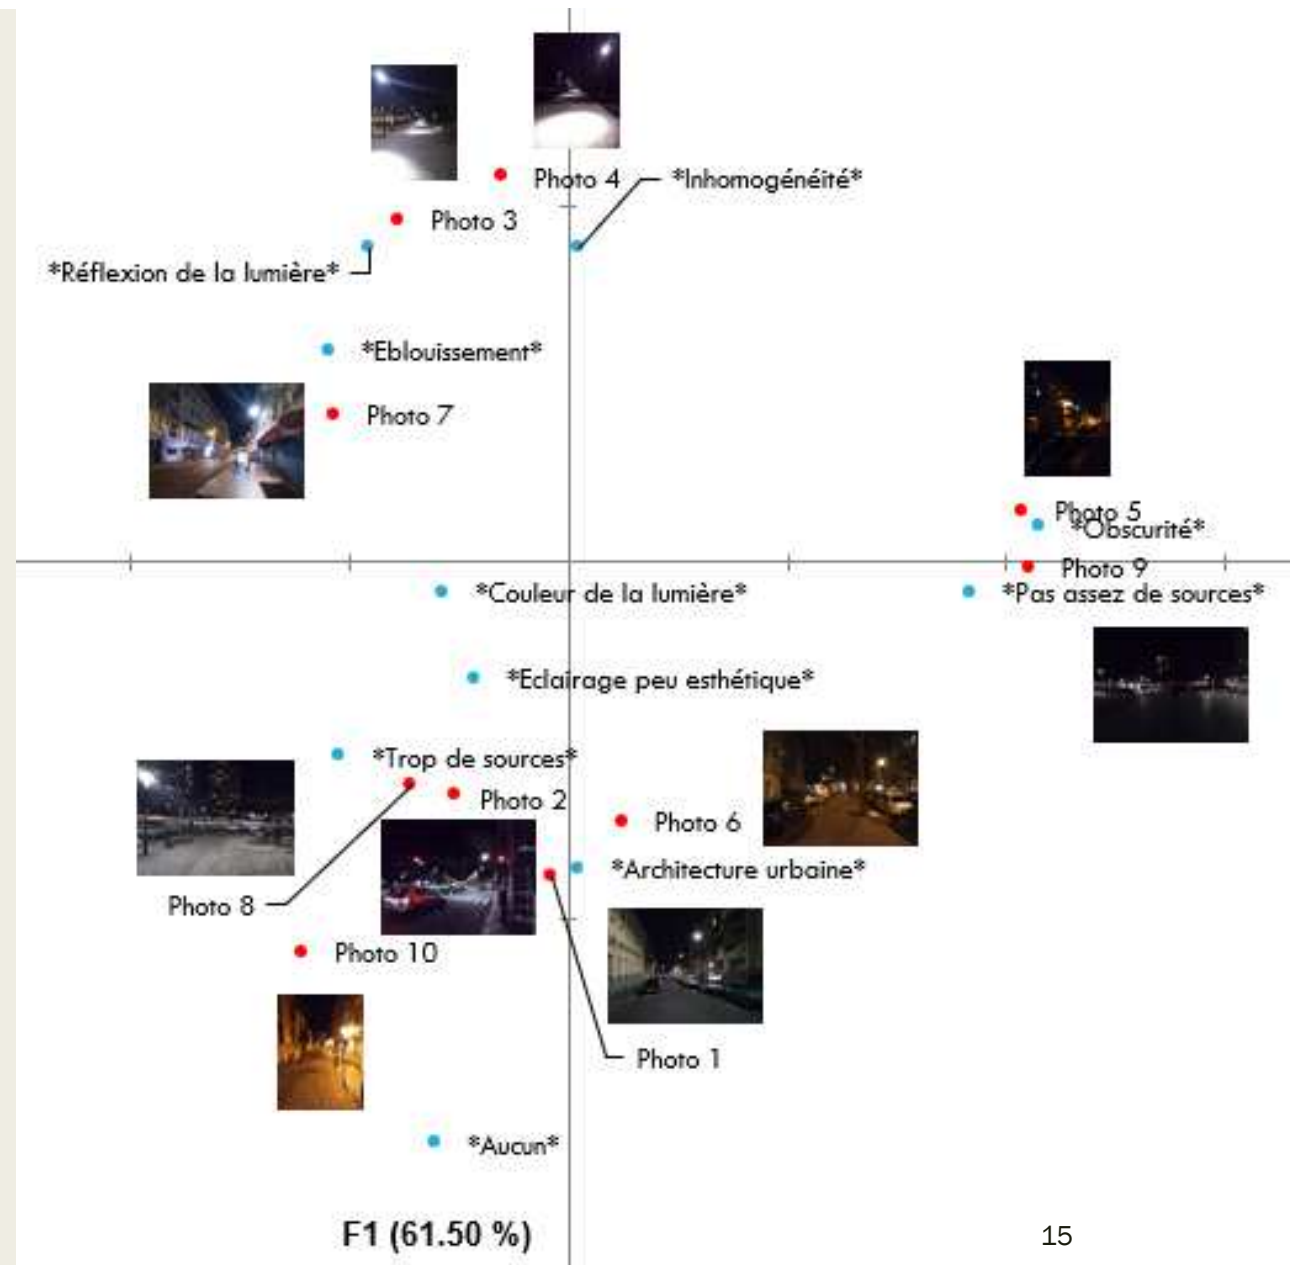 Photo 4
*Inhomogénéité*
Photo 3
*Réflexion de la lumière*
*Eblouissement*
Photo 7
Photo 5
*Obscurité*
Photo 9
*Couleur de la lumière*
*Pas assez de sources*
*Eclairage peu esthétique*
*Trop de sources*
Photo 2
Photo 6
*Architecture urbaine*
Photo 8
Photo 10
Photo 1
*Aucun*
F1 (61.50 %)
15